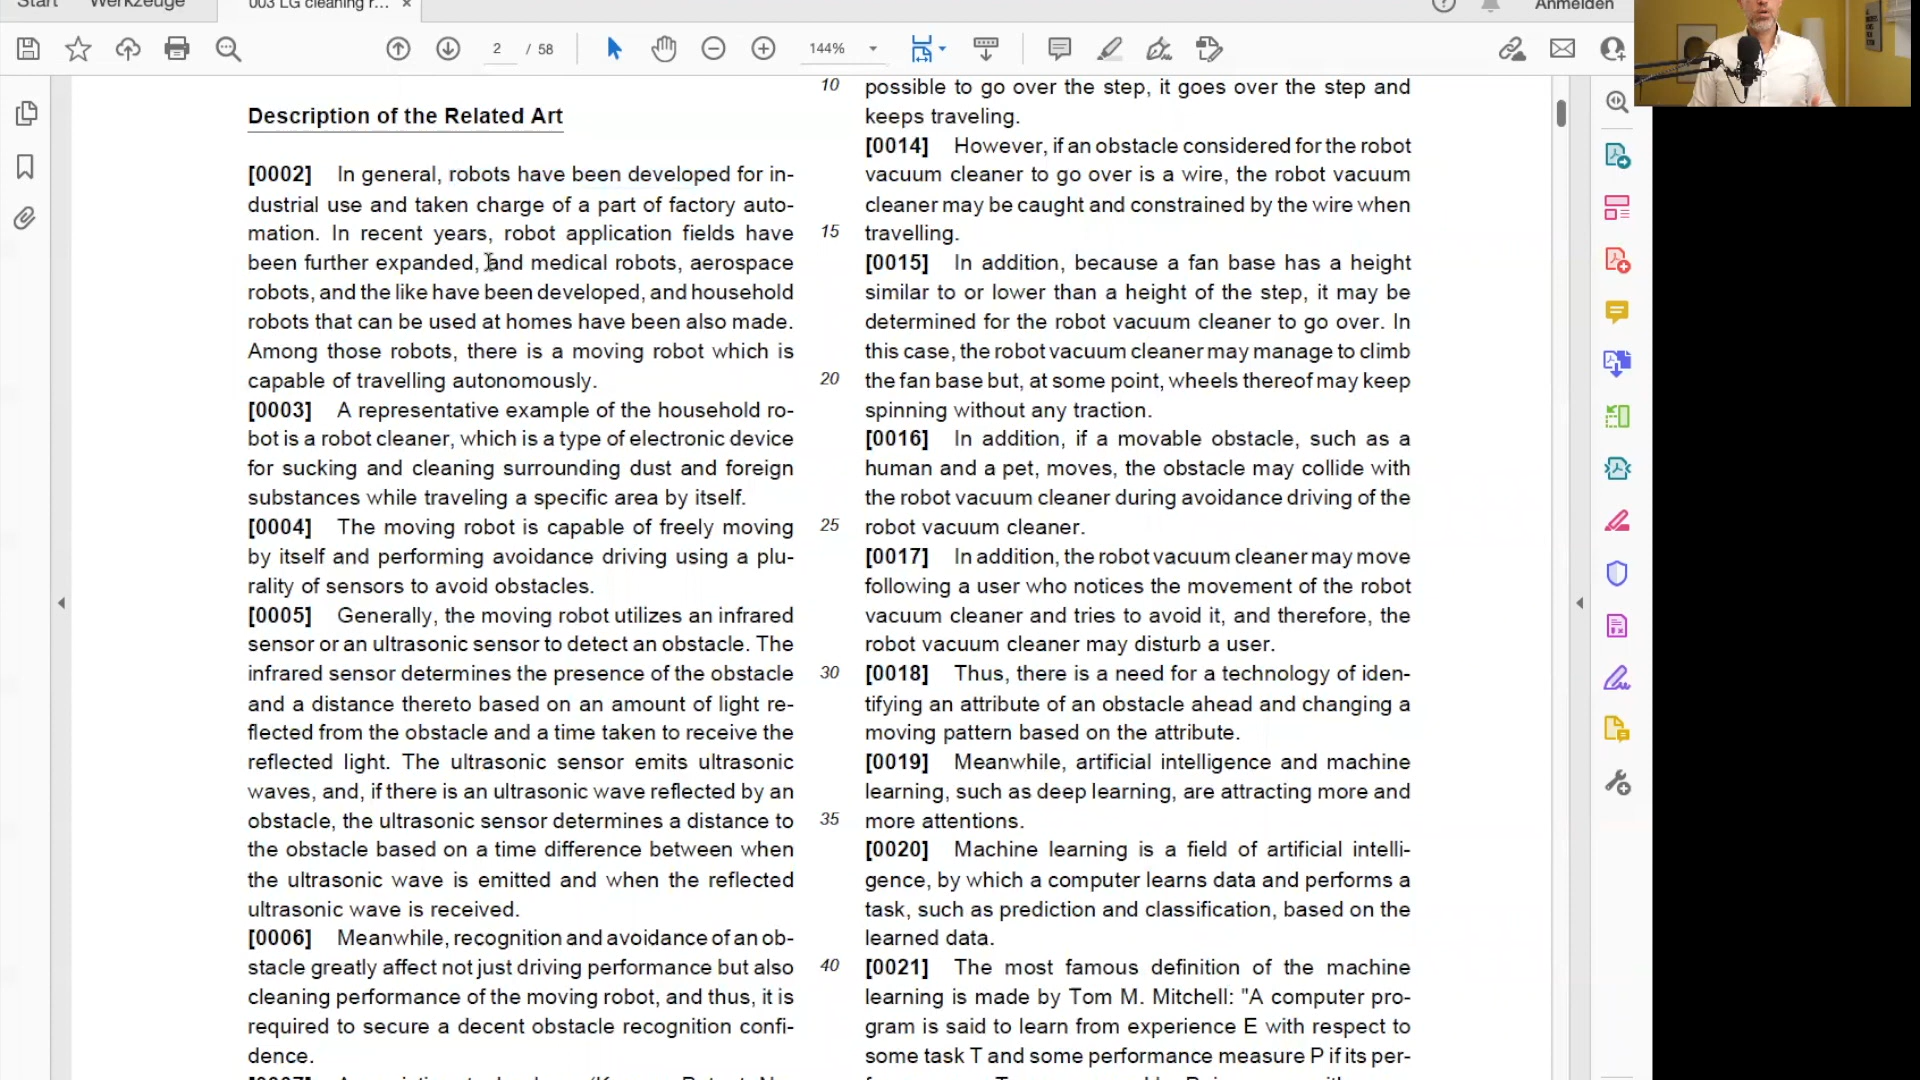 Start
Werkzeuge
003 LG cleaning r...
Anmelden
2 / 58
144%
Description of the Related Art
[0002] In general, robots have been developed for in-
dustrial use and taken charge of a part of factory auto-
mation. In recent years, robot application fields have
been further expanded, and medical robots, aerospace
robots, and the like have been developed, and household
robots that can be used at homes have been also made.
Among those robots, there is a moving robot which is
capable of travelling autonomously.
[0003] A representative example of the household ro-
bot is a robot cleaner, which is a type of electronic device
for sucking and cleaning surrounding dust and foreign
substances while traveling a specific area by itself.
[0004] The moving robot is capable of freely moving
by itself and performing avoidance driving using a plu-
rality of sensors to avoid obstacles.
[0005] Generally, the moving robot utilizes an infrared
sensor or an ultrasonic sensor to detect an obstacle. The
infrared sensor determines the presence of the obstacle
and a distance thereto based on an amount of light re-
flected from the obstacle and a time taken to receive the
reflected light. The ultrasonic sensor emits ultrasonic
waves, and, if there is an ultrasonic wave reflected by an
obstacle, the ultrasonic sensor determines a distance to
the obstacle based on a time difference between when
the ultrasonic wave is emitted and when the reflected
ultrasonic wave is received.
[0006] Meanwhile, recognition and avoidance of an ob-
stacle greatly affect not just driving performance but also
cleaning performance of the moving robot, and thus, it is
required to secure a decent obstacle recognition confi-
dence.
10
15
20
25
30
35
40
possible to go over the step, it goes over the step and
keeps traveling.
[0014] However, if an obstacle considered for the robot
vacuum cleaner to go over is a wire, the robot vacuum
cleaner may be caught and constrained by the wire when
travelling.
[0015] In addition, because a fan base has a height
similar to or lower than a height of the step, it may be
determined for the robot vacuum cleaner to go over. In
this case, the robot vacuum cleaner may manage to climb
the fan base but, at some point, wheels thereof may keep
spinning without any traction.
[0016] In addition, if a movable obstacle, such as a
human and a pet, moves, the obstacle may collide with
the robot vacuum cleaner during avoidance driving of the
robot vacuum cleaner.
[0017] In addition, the robot vacuum cleaner may move
following a user who notices the movement of the robot
vacuum cleaner and tries to avoid it, and therefore, the
robot vacuum cleaner may disturb a user.
[0018] Thus, there is a need for a technology of iden-
tifying an attribute of an obstacle ahead and changing a
moving pattern based on the attribute.
[0019] Meanwhile, artificial intelligence and machine
learning, such as deep learning, are attracting more and
more attentions.
[0020] Machine learning is a field of artificial intelli-
gence, by which a computer learns data and performs a
task, such as prediction and classification, based on the
learned data.
[0021] The most famous definition of the machine
learning is made by Tom M. Mitchell: "A computer pro-
gram is said to learn from experience E with respect to
some task T and some performance measure P if its per-